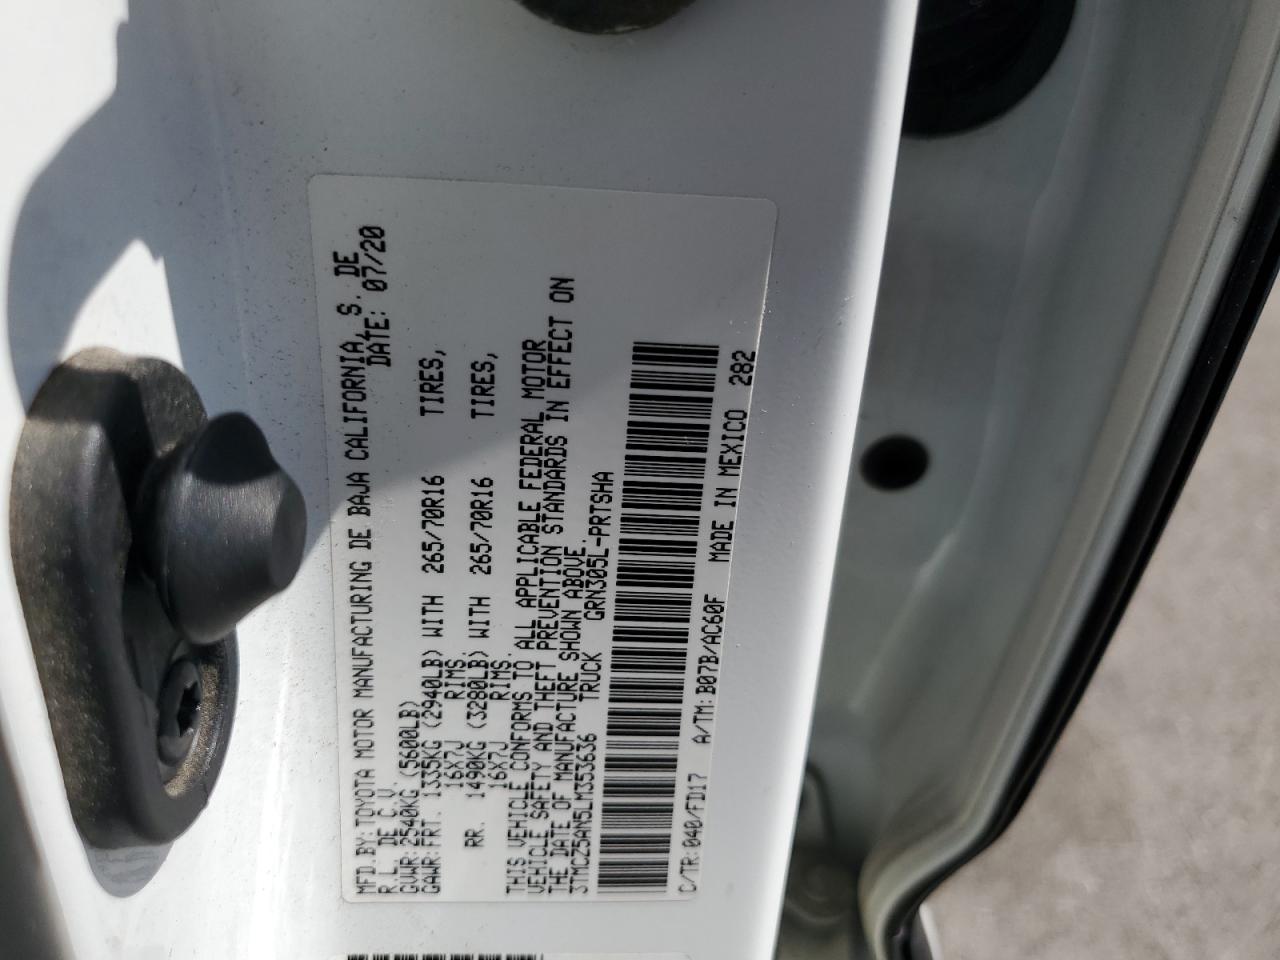 MFD.BY:TOYOTA MOTOR MANUFACTURING DE BAJA CALIFORNIA, S. DE
R.L. DE C.V. DATE: 07/20
GVWR:2540KG (5600LB)
GAWR:FRT. 1335KG (2940LB) WITH 265/70R16 TIRES,
16X7J RIMS
RR. 1490KG (3280LB) WITH 265/70R16 TIRES,
16X7J RIMS.
THIS VEHICLE CONFORMS TO ALL APPLICABLE FEDERAL MOTOR
VEHICLE SAFETY AND THEFT PREVENTION STANDARDS IN EFFECT ON
THE DATE OF MANUFACTURE SHOWN ABOVE.
3TMCZ5AN5LM353636 TRUCK GRN305L-PRTSHA
C/TR:040/FD17 A/TM:B07B/AC60F MADE IN MEXICO 282